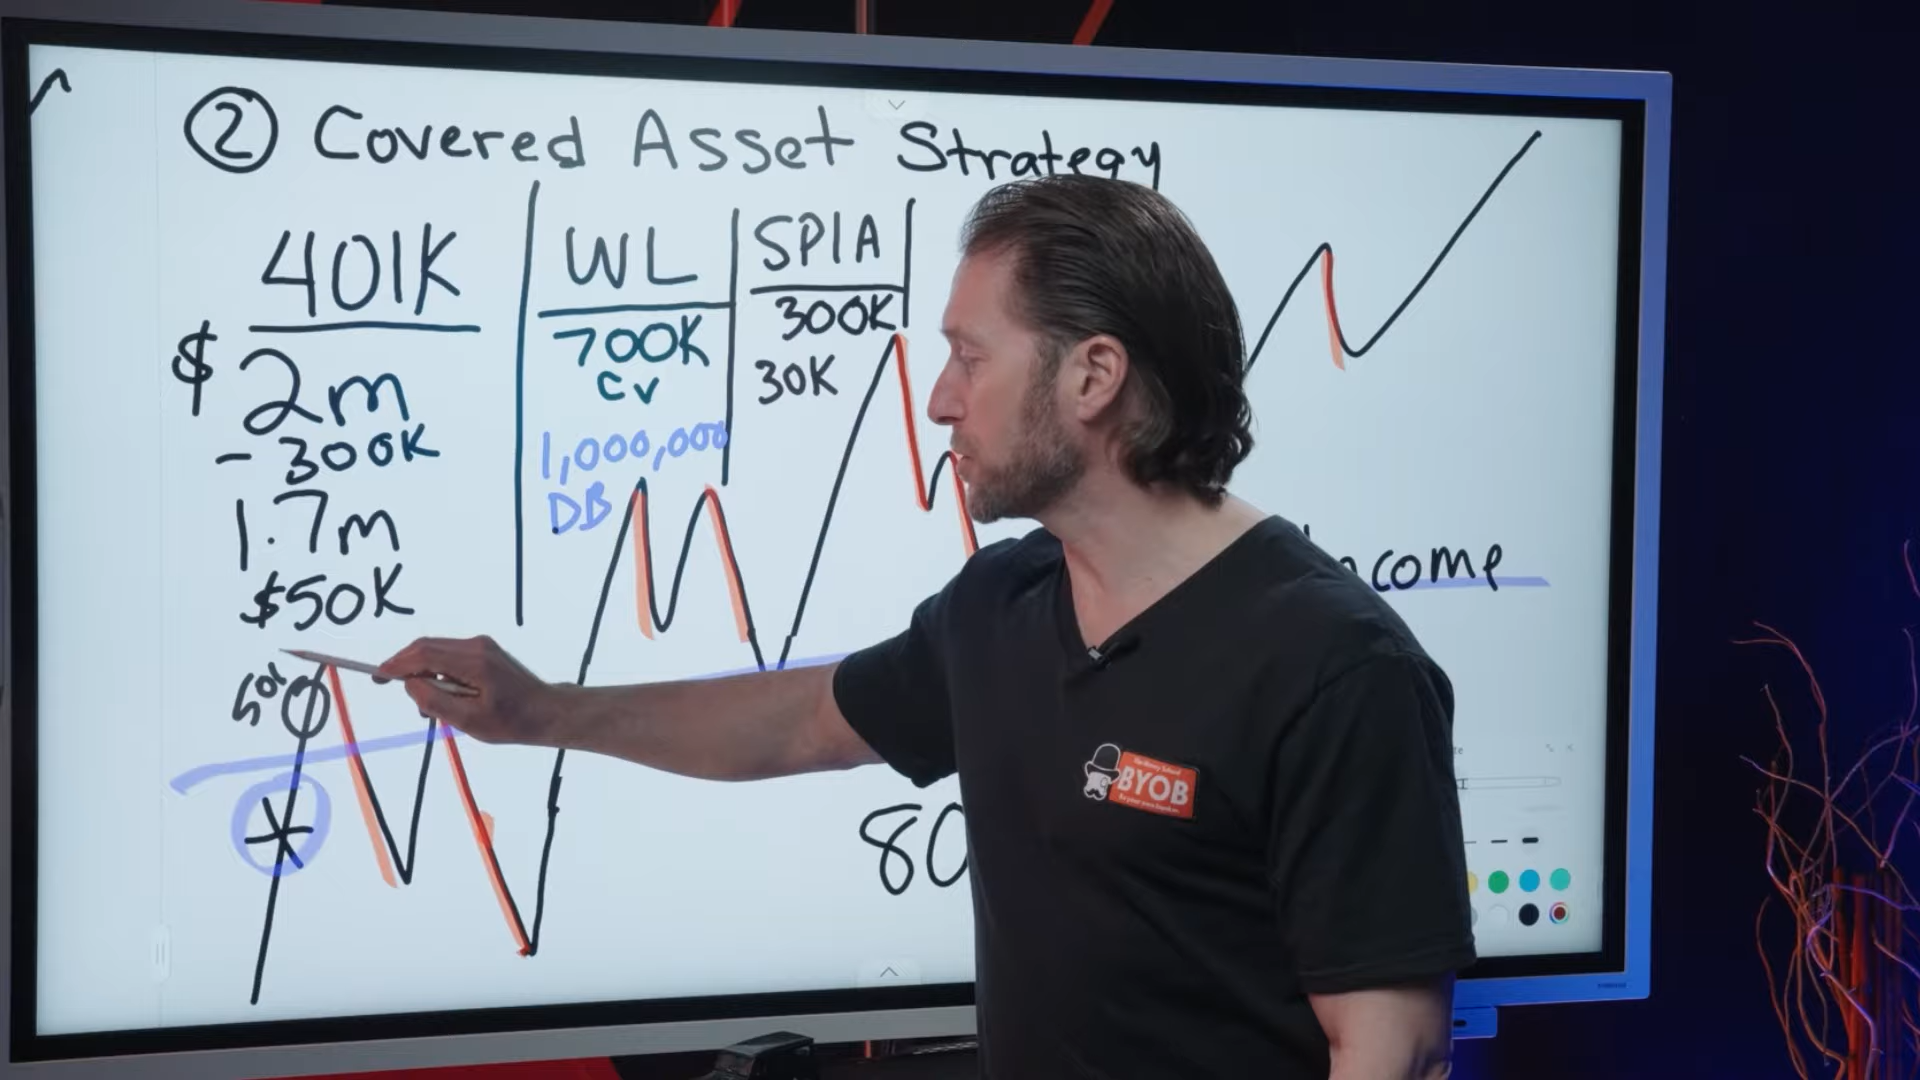 ② Covered Asset Strategy
401K
$ 2m
- 300K
1.7m
$50K
WL
700K
CV
1,000,000
DB
SPIA
300K
30K
come
80
BYOB
SAMSUNG